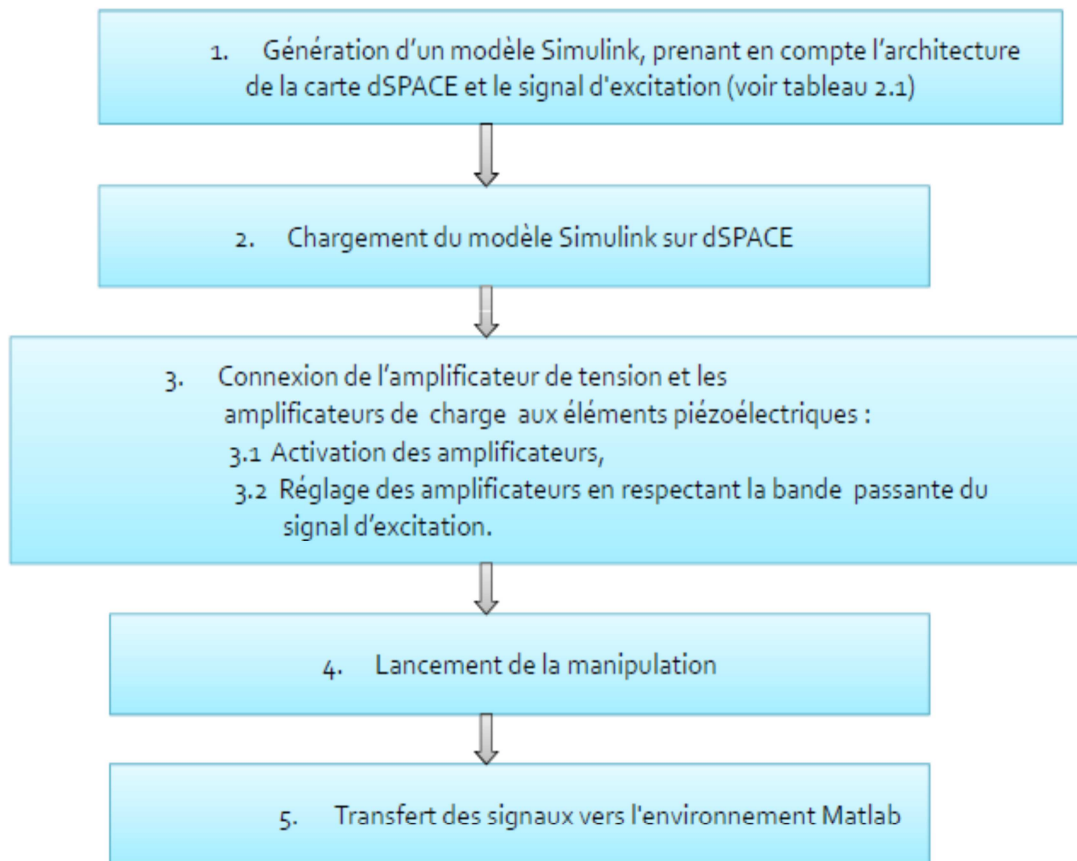 1. Génération d’un modèle Simulink, prenant en compte l’architecture
de la carte dSPACE et le signal d'excitation (voir tableau 2.1)
2. Chargement du modèle Simulink sur dSPACE
3. Connexion de l’amplificateur de tension et les
amplificateurs de charge aux éléments piézoélectriques :
3.1 Activation des amplificateurs,
3.2 Réglage des amplificateurs en respectant la bande passante du
signal d’excitation.
4. Lancement de la manipulation
5. Transfert des signaux vers l'environnement Matlab